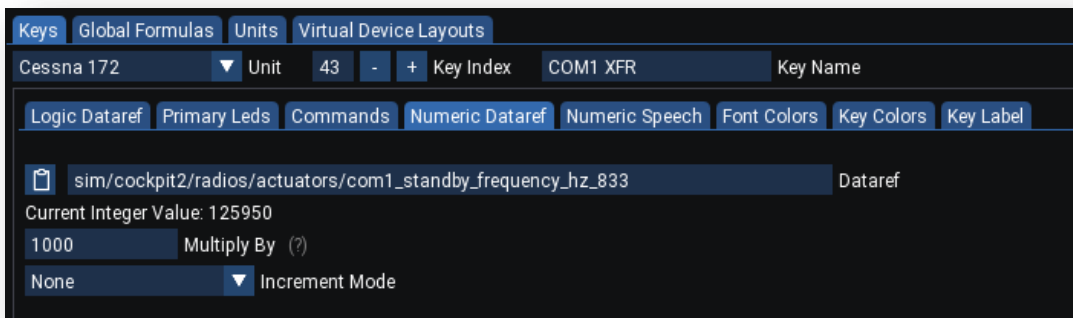 Keys Global Formulas Units Virtual Device Layouts
Cessna 172 Unit 43 - + Key Index COM1 XFR Key Name
Logic Dataref Primary Leds Commands Numeric Dataref Numeric Speech Font Colors Key Colors Key Label
sim/cockpit2/radios/actuators/com1_standby_frequency_hz_833 Dataref
Current Integer Value: 125950
1000 Multiply By (?)
None Increment Mode